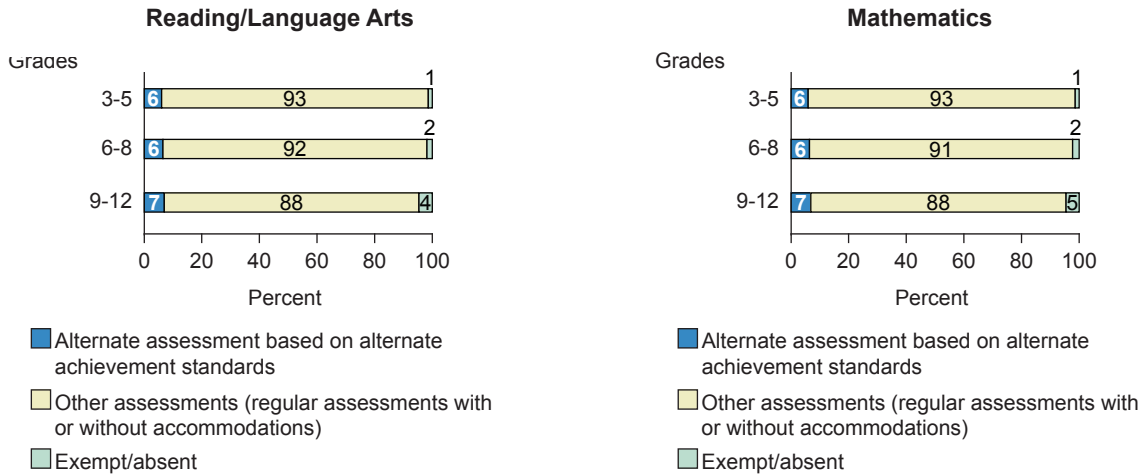 Reading/Language Arts
Grades
1
3-5 6 93
2
6-8 6 92
9-12 7 88 4
0 20 40 60 80 100
Percent
Alternate assessment based on alternate
achievement standards
Other assessments (regular assessments with
or without accommodations)
Exempt/absent
Mathematics
Grades
1
3-5 6 93
2
6-8 6 91
9-12 7 88 5
0 20 40 60 80 100
Percent
Alternate assessment based on alternate
achievement standards
Other assessments (regular assessments with
or without accommodations)
Exempt/absent